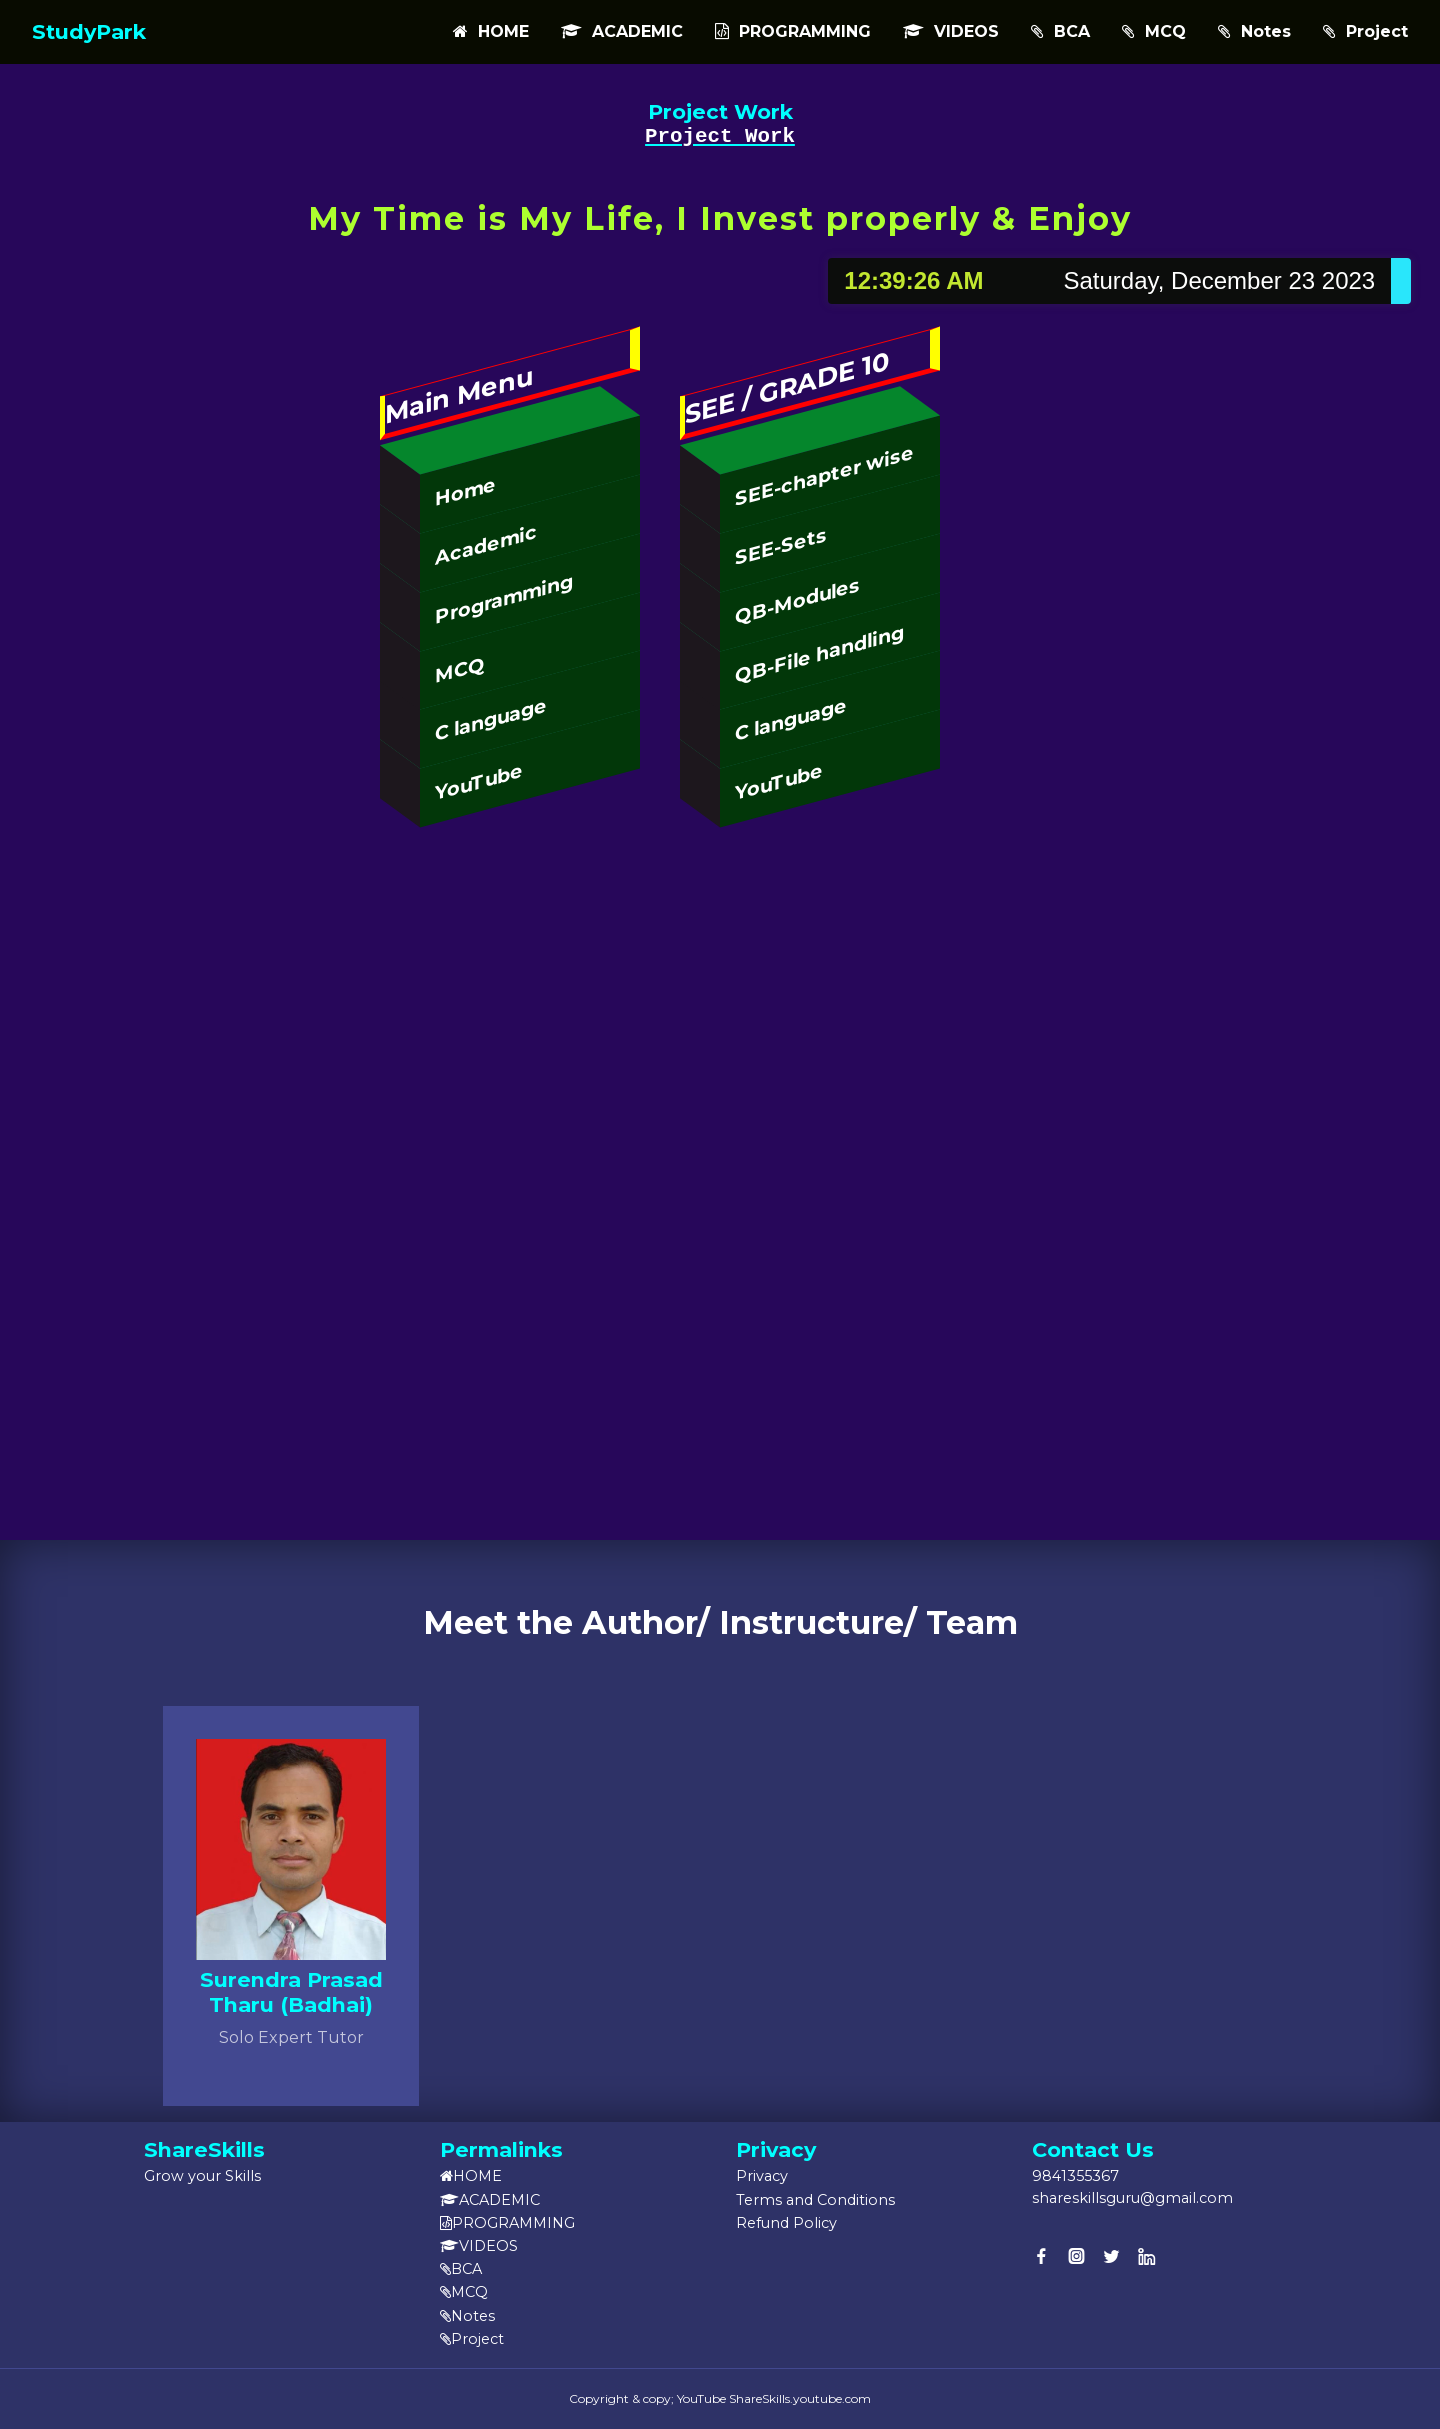 StudyPark
HOME ACADEMIC PROGRAMMING VIDEOS BCA MCQ Notes Project
Project Work
Project Work
My Time is My Life, I Invest properly & Enjoy
12:39:26 AM Saturday, December 23 2023
Main Menu
Home
Academic
Programming
MCQ
C language
YouTube
SEE / GRADE 10
SEE-chapter wise
SEE-Sets
QB-Modules
QB-File handling
C language
YouTube
Meet the Author/ Instructure/ Team
Surendra Prasad
Tharu (Badhai)
Solo Expert Tutor
ShareSkills
Grow your Skills
Permalinks
HOME
ACADEMIC
PROGRAMMING
VIDEOS
BCA
MCQ
Notes
Project
Privacy
Privacy
Terms and Conditions
Refund Policy
Contact Us
9841355367
shareskillsguru@gmail.com
Copyright & copy; YouTube ShareSkills.youtube.com